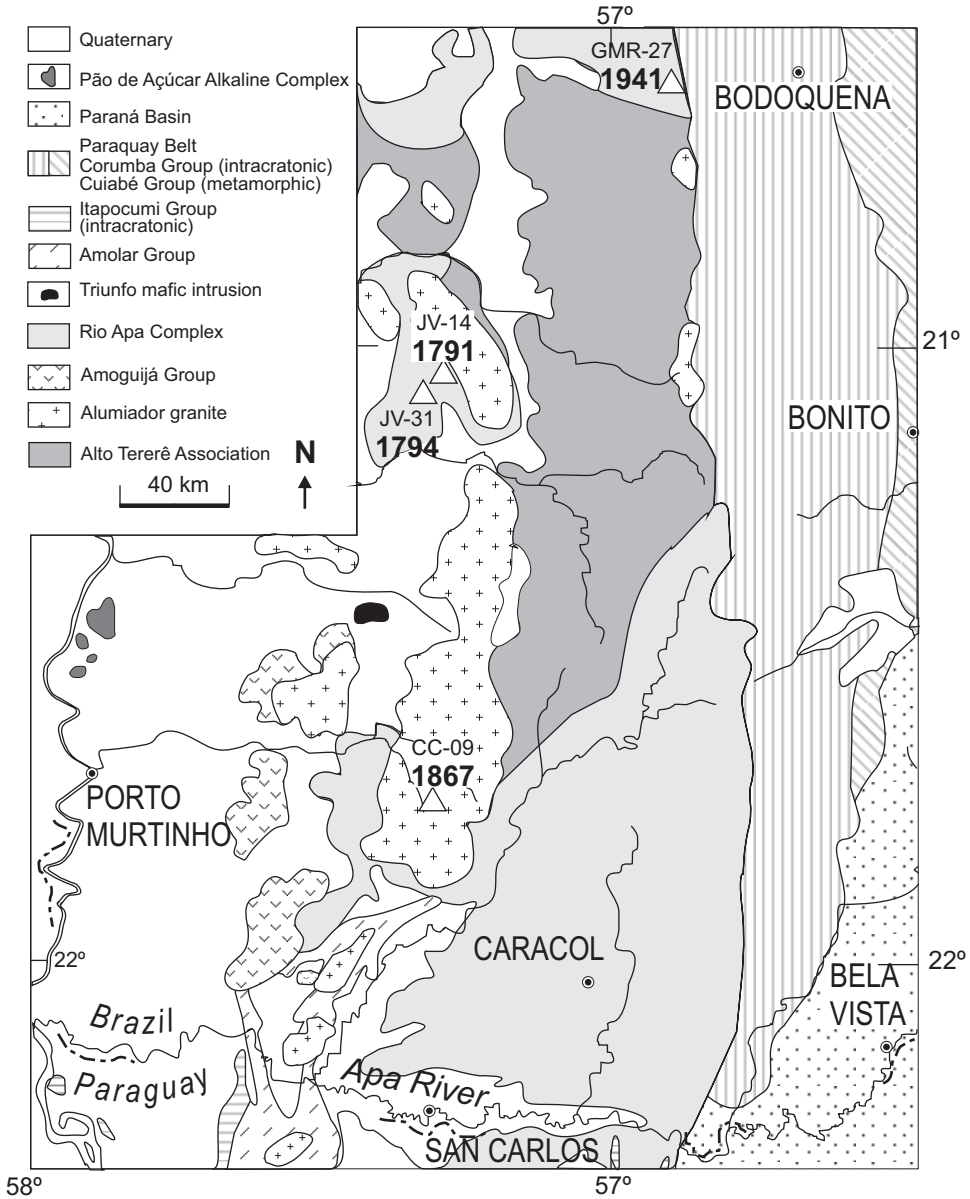 57º
Quaternary
Pão de Açúcar Alkaline Complex
Paraná Basin
Paraquay Belt
Corumba Group (intracratonic)
Cuiabé Group (metamorphic)
Itapocumi Group
(intracratonic)
Amolar Group
Triunfo mafic intrusion
Rio Apa Complex
Amoguijá Group
Alumiador granite
Alto Tererê Association
N
40 km
GMR-27
1941
BODOQUENA
JV-14
1791
21º
JV-31
1794
BONITO
CC-09
1867
PORTO
MURTINHO
CARACOL
22º
22º
BELA
VISTA
Brazil
Paraguay
Apa River
SAN CARLOS
58º
57º